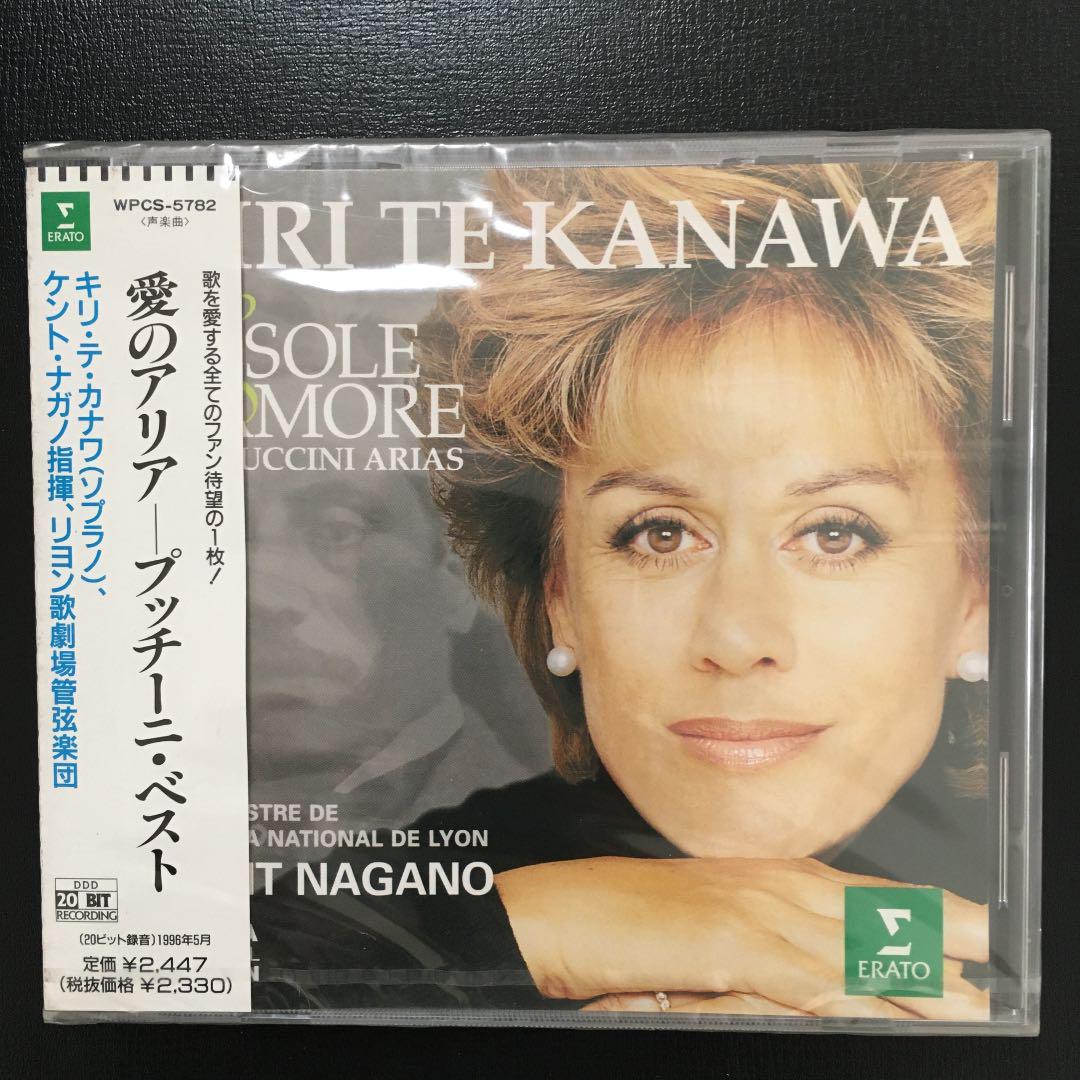 ERATO
WPCS-5782
〈声楽曲〉
歌を愛する全てのファン待望の1枚!
愛のアリア―プッチーニ・ベスト
キリ・テ・カナワ(ソプラノ)、
ケント・ナガノ指揮、リヨン歌劇場管弦楽団
DDD
20 BIT
RECORDING
(20ビット録音)1996年5月
定価 ¥2,447
(税抜価格 ¥2,330)
IRI TE KANAWA
SOLE
AMORE
UCCINI ARIAS
STRE DE
A NATIONAL DE LYON
NT NAGANO
ERATO